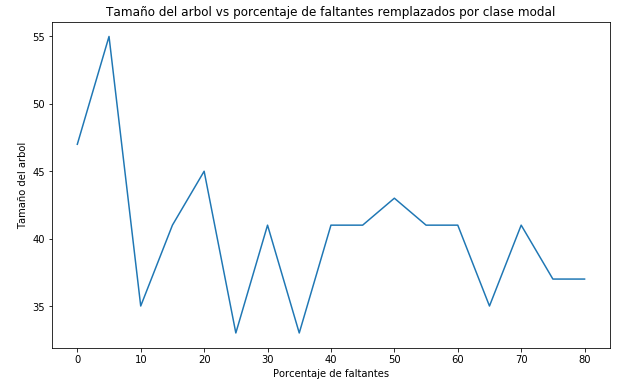 Tamaño del arbol vs porcentaje de faltantes remplazados por clase modal
55
50
45
40
35
Tamaño del arbol
0 10 20 30 40 50 60 70 80
Porcentaje de faltantes